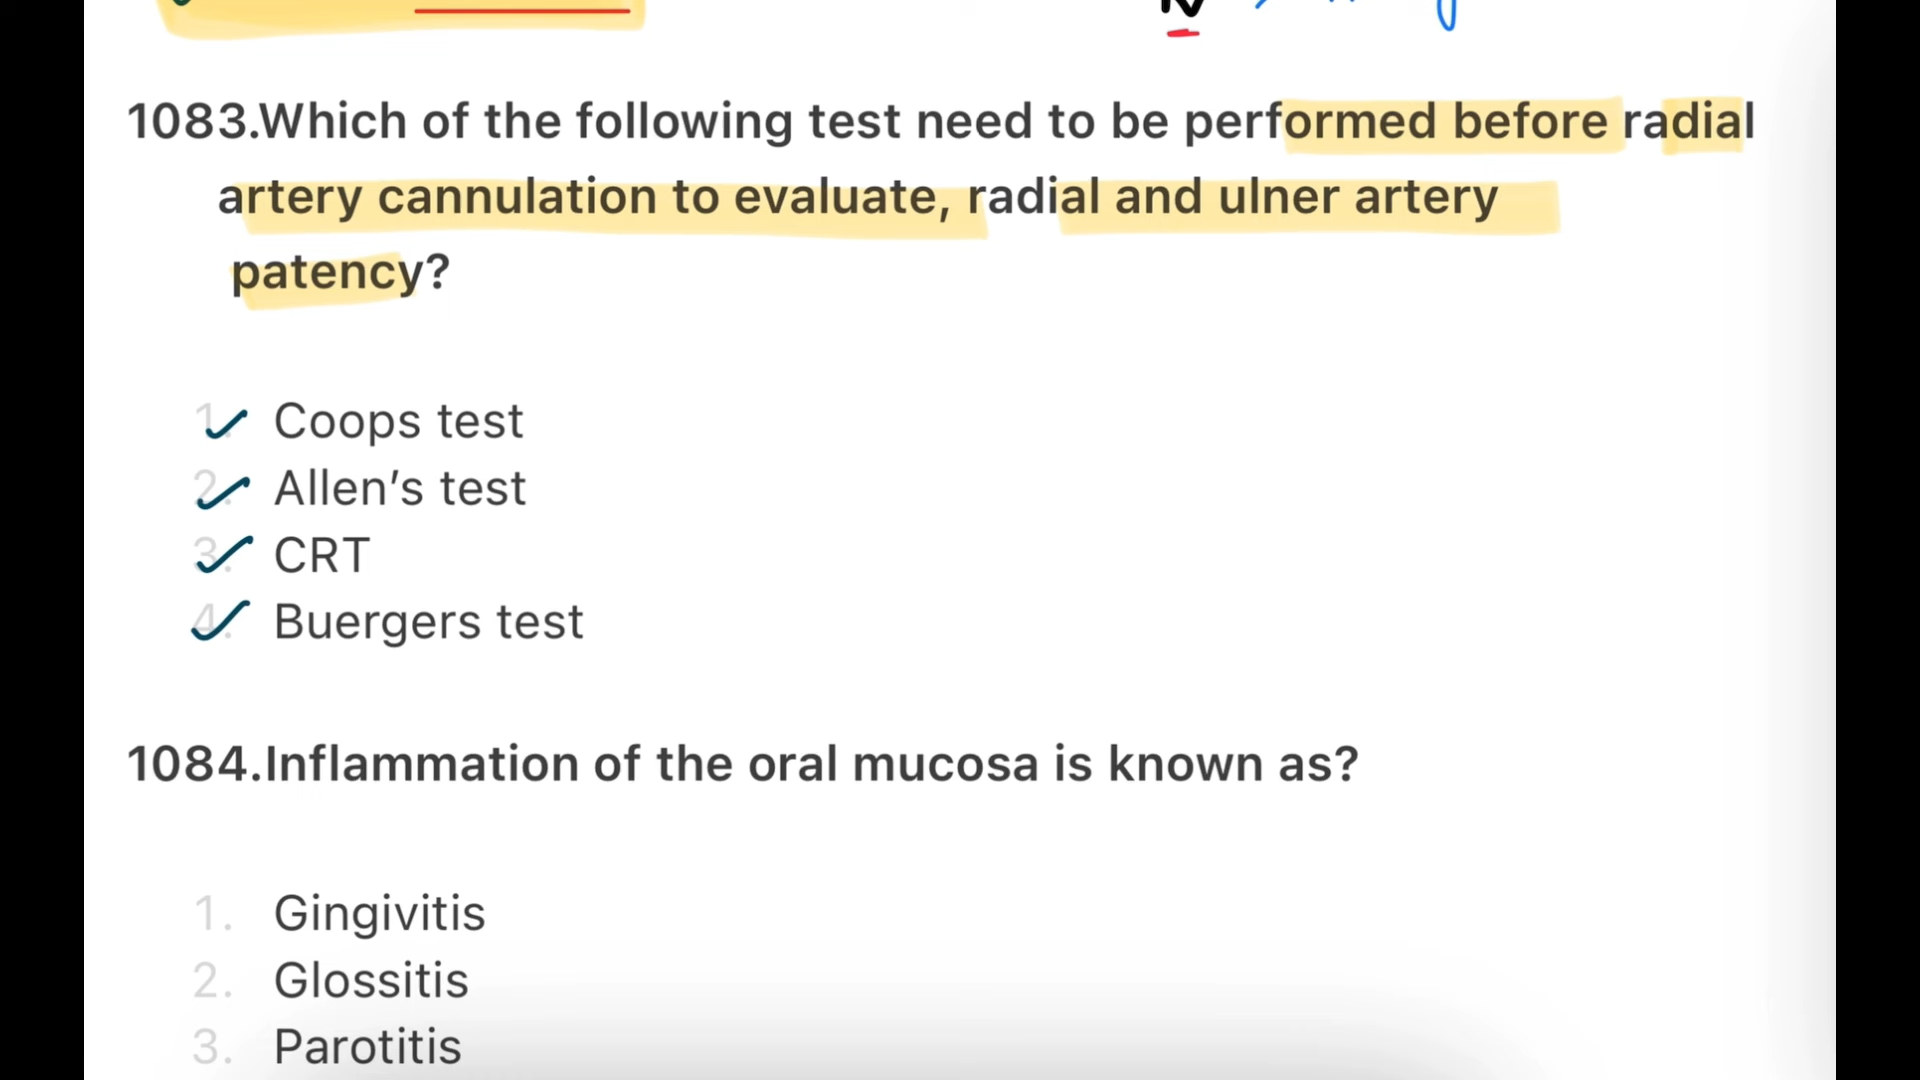 1083.Which of the following test need to be performed before radial
artery cannulation to evaluate, radial and ulner artery
patency?
1. Coops test
2. Allen's test
3. CRT
4. Buergers test
1084.Inflammation of the oral mucosa is known as?
1. Gingivitis
2. Glossitis
3. Parotitis